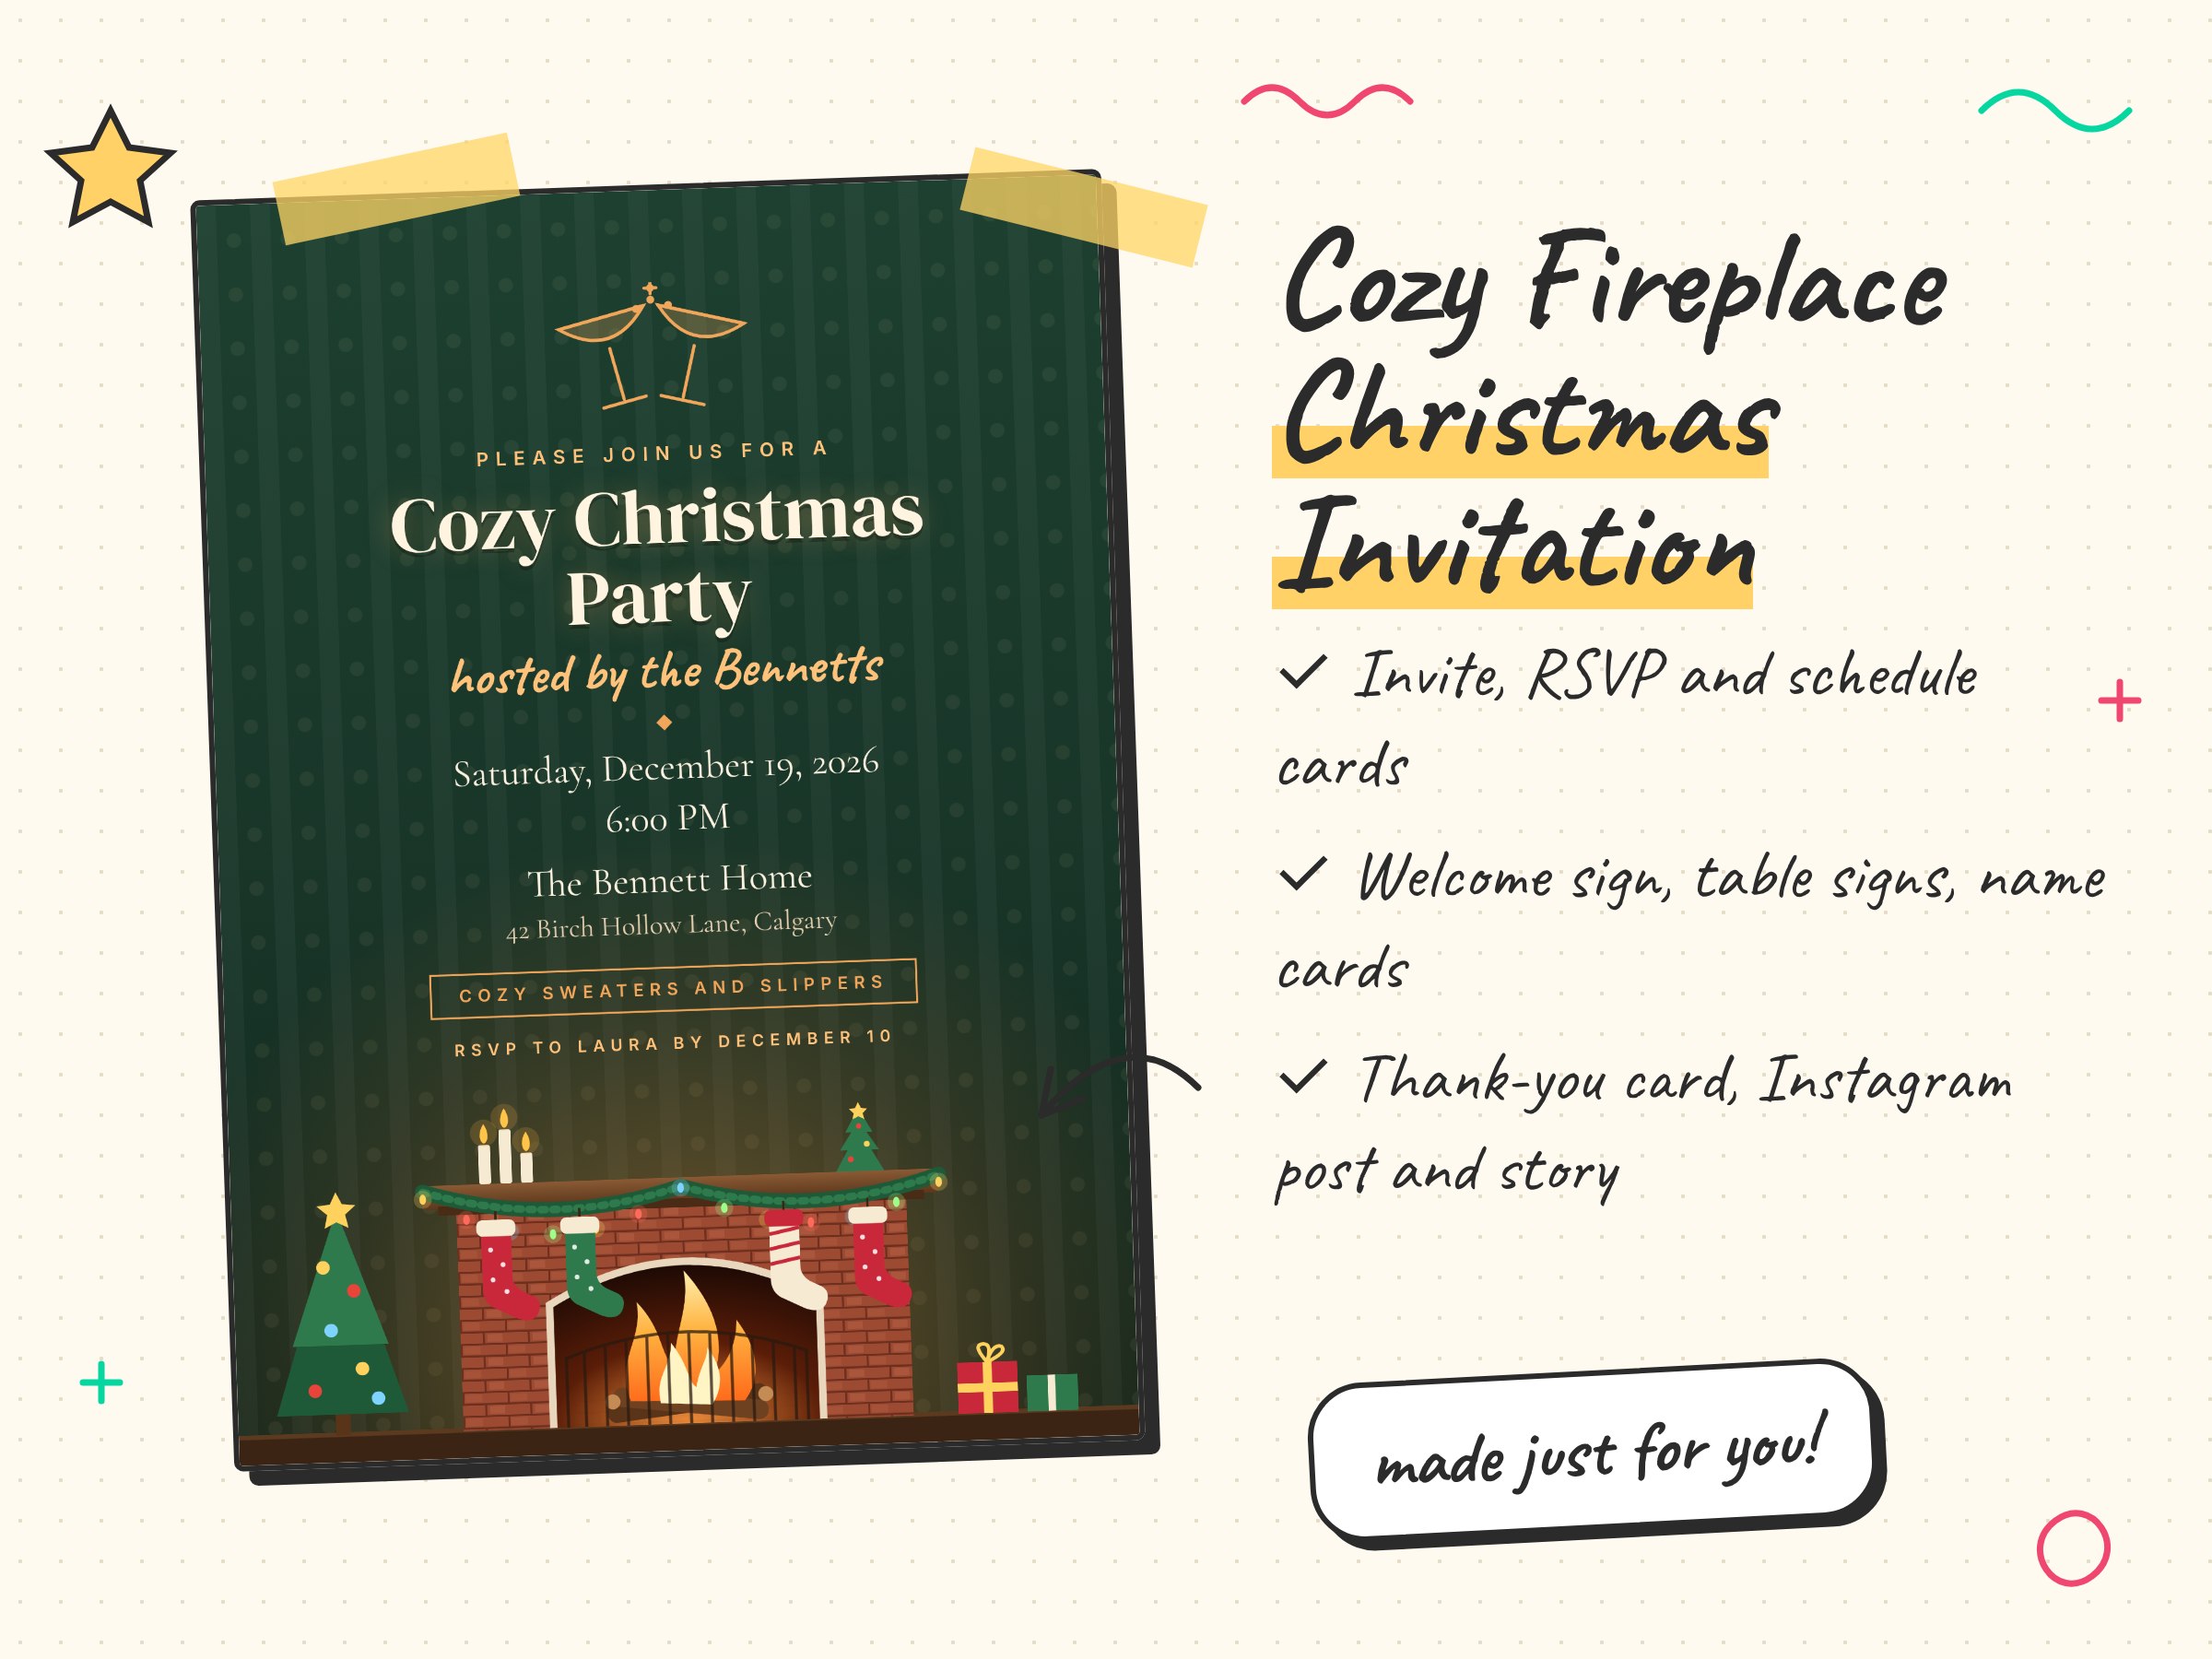 PLEASE JOIN US FOR A
Cozy Christmas
Party
hosted by the Bennetts
Saturday, December 19, 2026
6:00 PM
The Bennett Home
42 Birch Hollow Lane, Calgary
COZY SWEATERS AND SLIPPERS
RSVP TO LAURA BY DECEMBER 10
Cozy Fireplace
Christmas
Invitation
✓ Invite, RSVP and schedule
cards
✓ Welcome sign, table signs, name
cards
✓ Thank-you card, Instagram
post and story
made just for you!